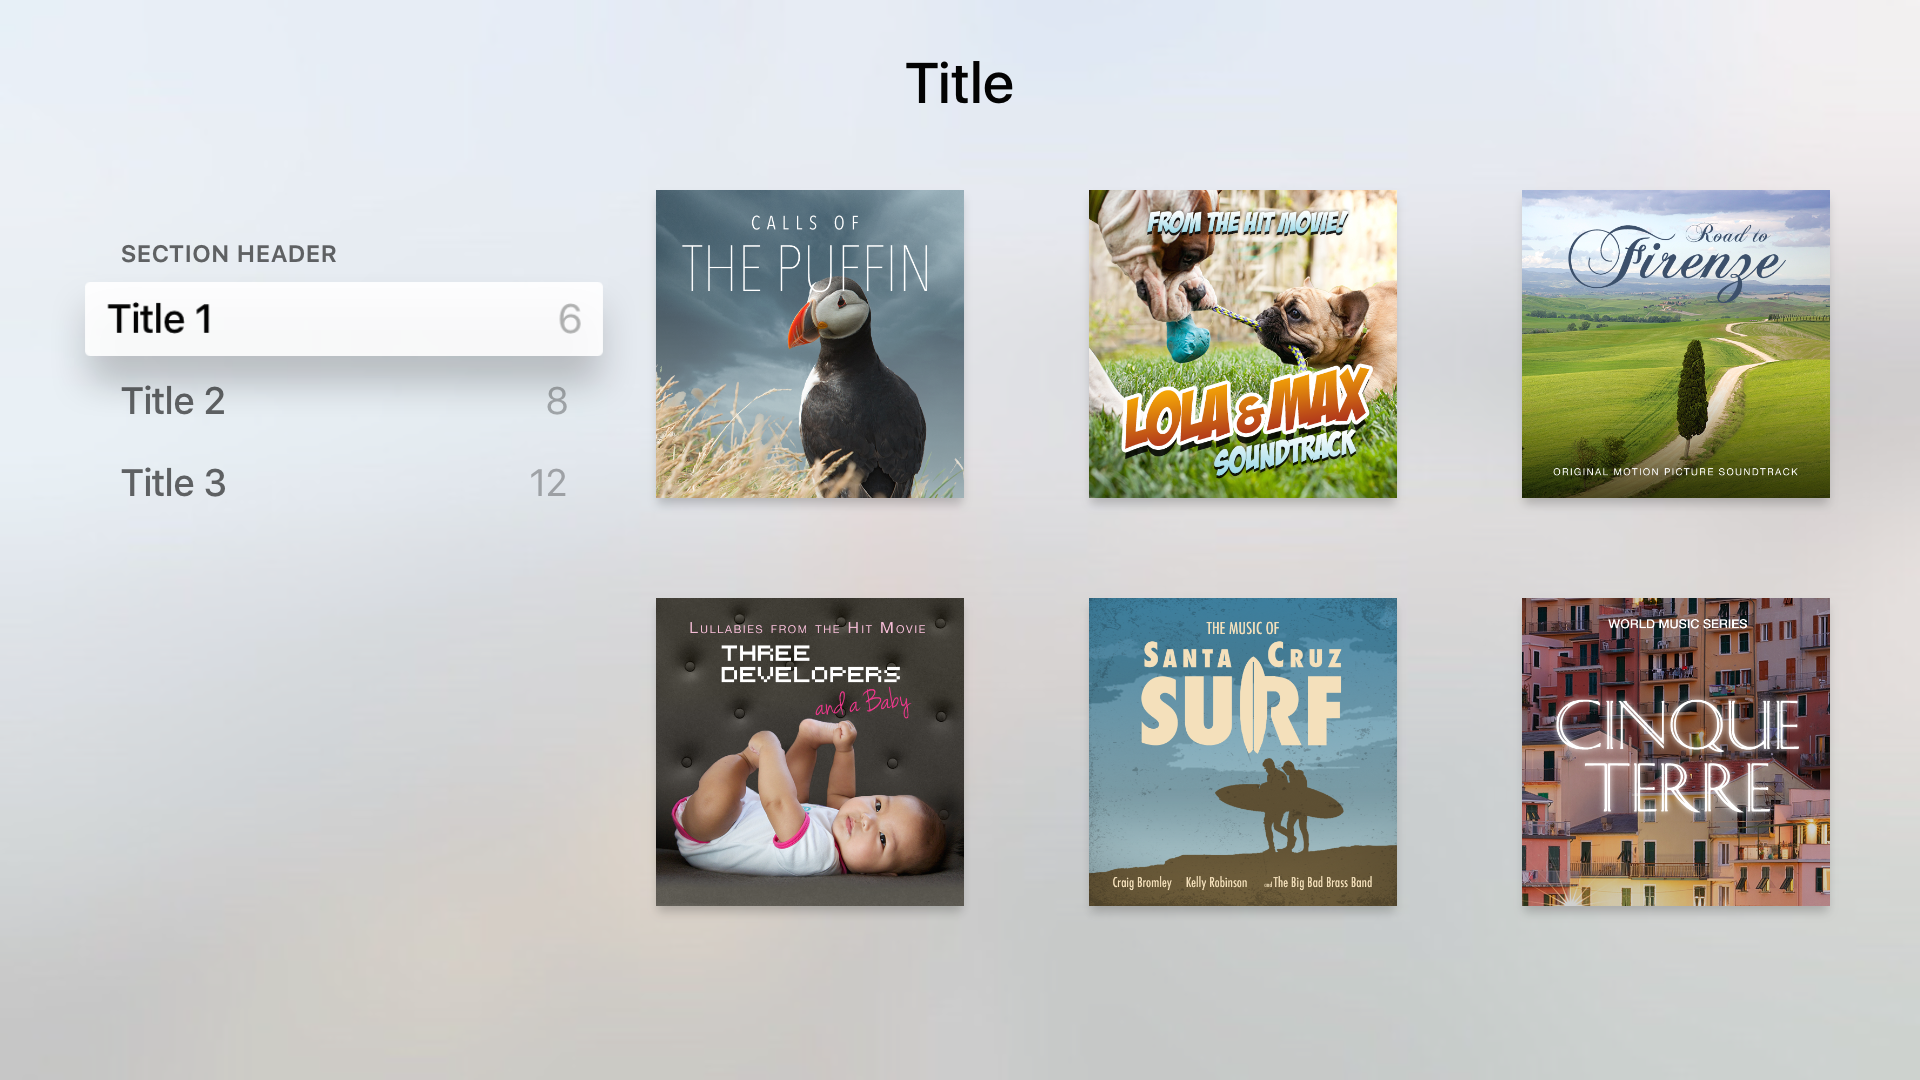 Title
SECTION HEADER
Title 1 6
Title 2 8
Title 3 12
CALLS OF
THE PUFFIN
FROM THE HIT MOVIE!
LOLA & MAX
SOUNDTRACK
Road to
Firenze
ORIGINAL MOTION PICTURE SOUNDTRACK
LULLABIES FROM THE HIT MOVIE
THREE
DEVELOPERS
and a Baby
THE MUSIC OF
SANTA CRUZ
SURF
Craig Bromley Kelly Robinson and The Big Bad Brass Band
WORLD MUSIC SERIES
CINQUE
TERRE